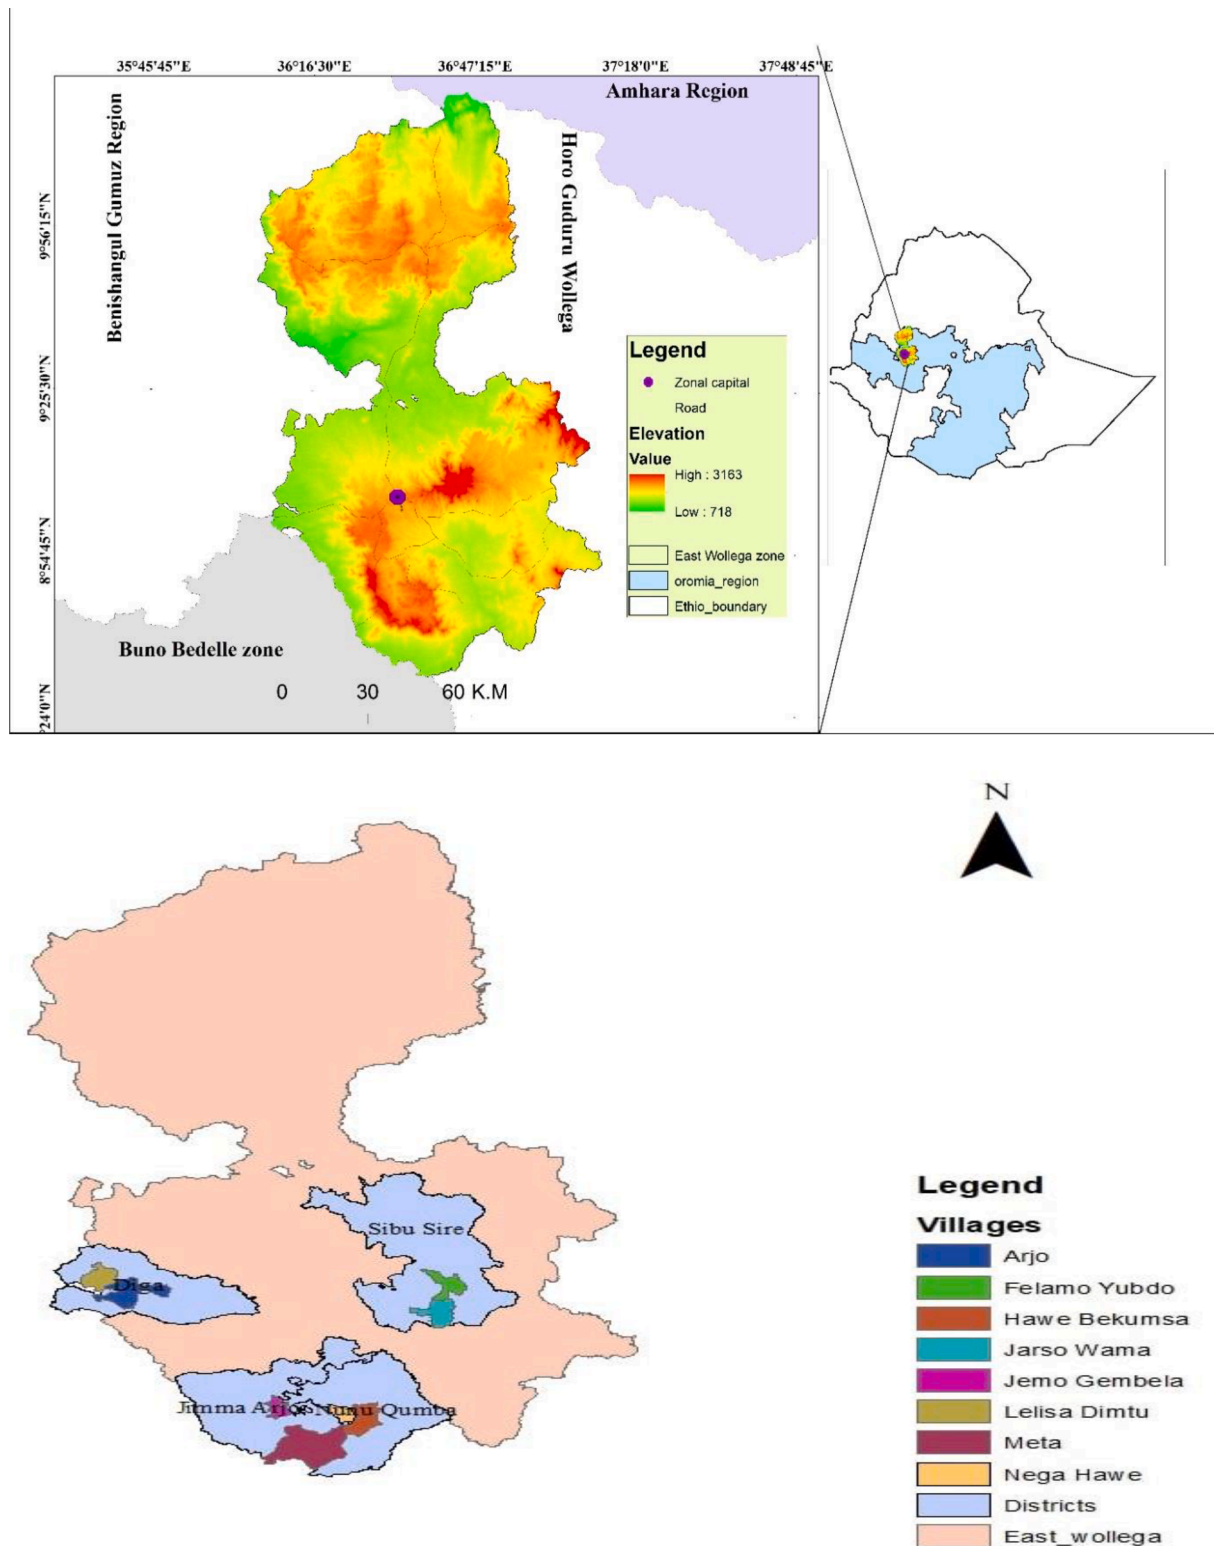 35°45'45"E 36°16'30"E 36°47'15"E 37°18'0"E 37°48'45"E
Amhara Region
Benishangul Gumuz Region
Horo Guduru Wollega
9°56'15"N
9°25'30"N
8°54'45"N
°24'0"N
Legend
Zonal capital
Road
Elevation
Value
High : 3163
Low : 718
East Wollega zone
oromia_region
Ethio_boundary
Buno Bedelle zone
0 30 60 K.M
N
Sibu Sire
Diga
Jimma Arjo
Nunu Qumba
Legend
Villages
Arjo
Felamo Yubdo
Hawe Bekumsa
Jarso Wama
Jemo Gembela
Lelisa Dimtu
Meta
Nega Hawe
Districts
East_wollega